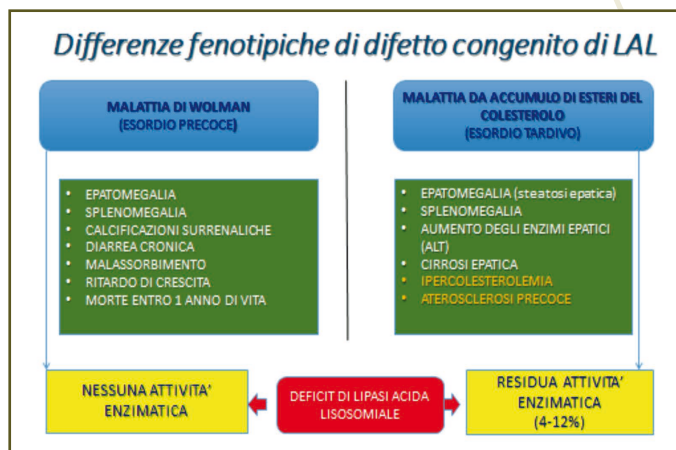 Differenze fenotipiche di difetto congenito di LAL
MALATTIA DI WOLMAN
(ESORDIO PRECOCE)
EPATOMEGALIA
SPLENOMEGALIA
CALCIFICAZIONI SURRENALICHE
DIARREA CRONICA
MALASSORBIMENTO
RITARDO DI CRESCITA
MORTE ENTRO 1 ANNO DI VITA
NESSUNA ATTIVITA'
ENZIMATICA
MALATTIA DA ACCUMULO DI ESTERI DEL
COLESTEROLO
(ESORDIO TARDIVO)
EPATOMEGALIA (steatosi epatica)
SPLENOMEGALIA
AUMENTO DEGLI ENZIMI EPATICI
(ALT)
CIRROSI EPATICA
IPERCOLESTEROLEMIA
ATEROSCLEROSI PRECOCE
DEFICIT DI LIPASI ACIDA
LISOSOMIALE
RESIDUA ATTIVITA'
ENZIMATICA
(4-12%)